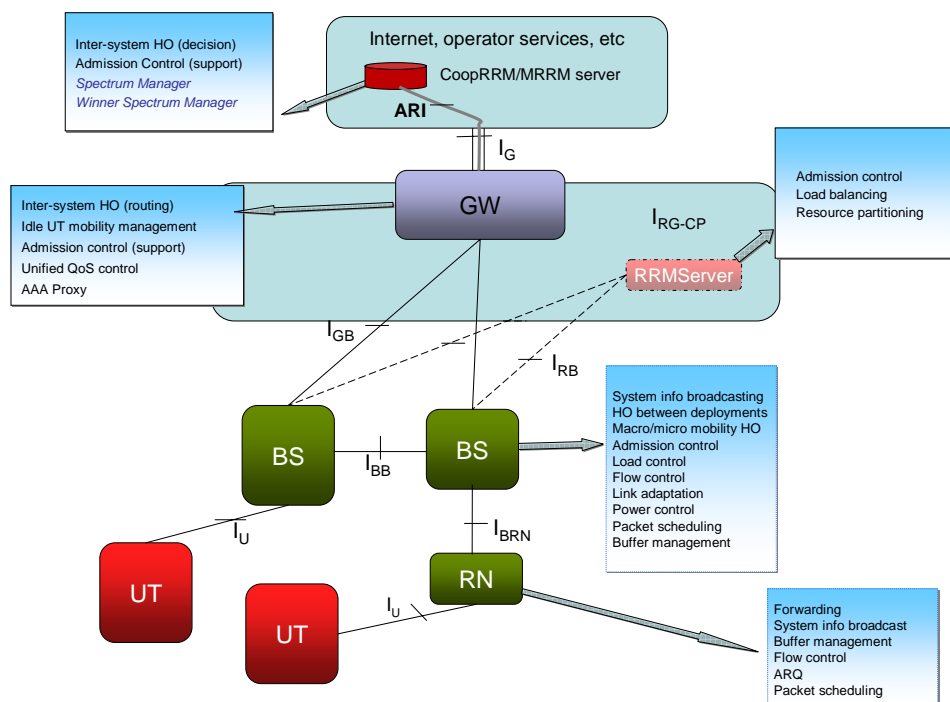 Inter-system HO (decision)
Admission Control (support)
Spectrum Manager
Winner Spectrum Manager
Internet, operator services, etc
CoopRRM/MRRM server
ARI
IG
GW
Admission control
Load balancing
Resource partitioning
Inter-system HO (routing)
Idle UT mobility management
Admission control (support)
Unified QoS control
AAA Proxy
IRG-CP
RRMServer
IGB
IRB
BS
IBB
BS
System info broadcasting
HO between deployments
Macro/micro mobility HO
Admission control
Load control
Flow control
Link adaptation
Power control
Packet scheduling
Buffer management
IU
IBRN
UT
RN
IU
UT
Forwarding
System info broadcast
Buffer management
Flow control
ARQ
Packet scheduling